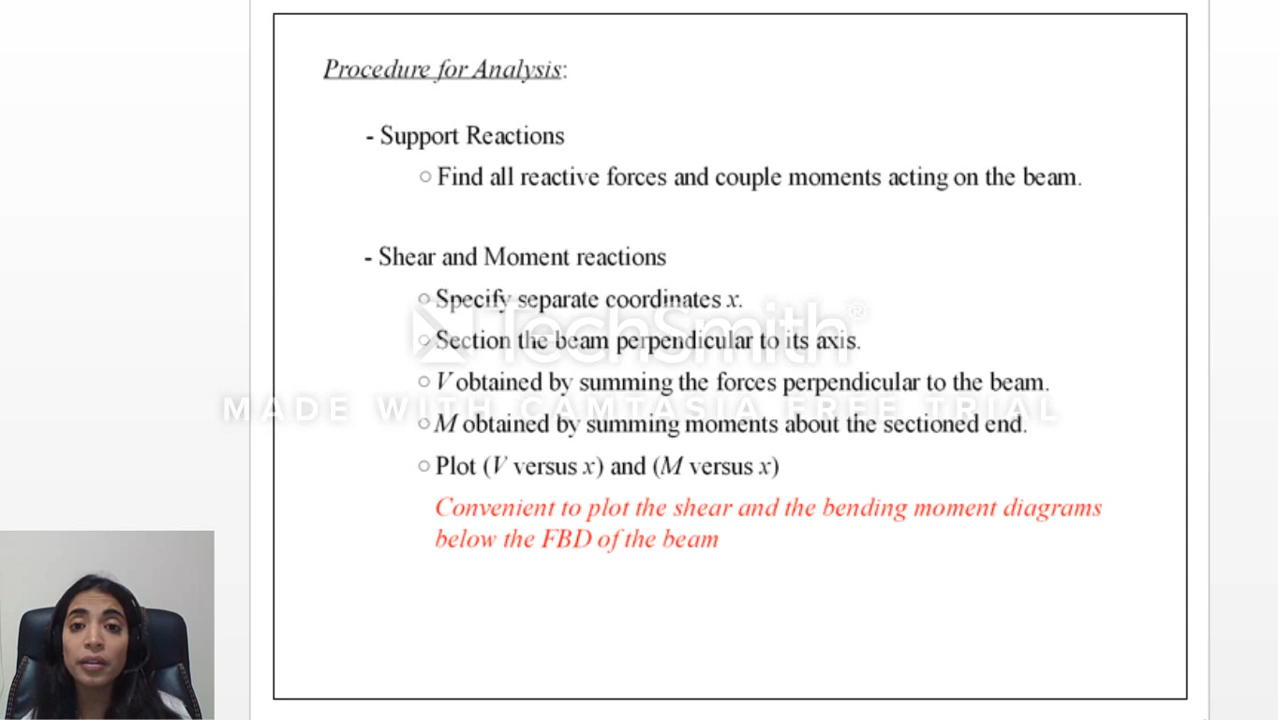 Procedure for Analysis:
- Support Reactions
○ Find all reactive forces and couple moments acting on the beam.
- Shear and Moment reactions
○ Specify separate coordinates x.
TechSmith®
○ Section the beam perpendicular to its axis.
○ V obtained by summing the forces perpendicular to the beam.
MADE WITH CAMTASIA FREE TRIAL
○ M obtained by summing moments about the sectioned end.
○ Plot (V versus x) and (M versus x)
Convenient to plot the shear and the bending moment diagrams
below the FBD of the beam